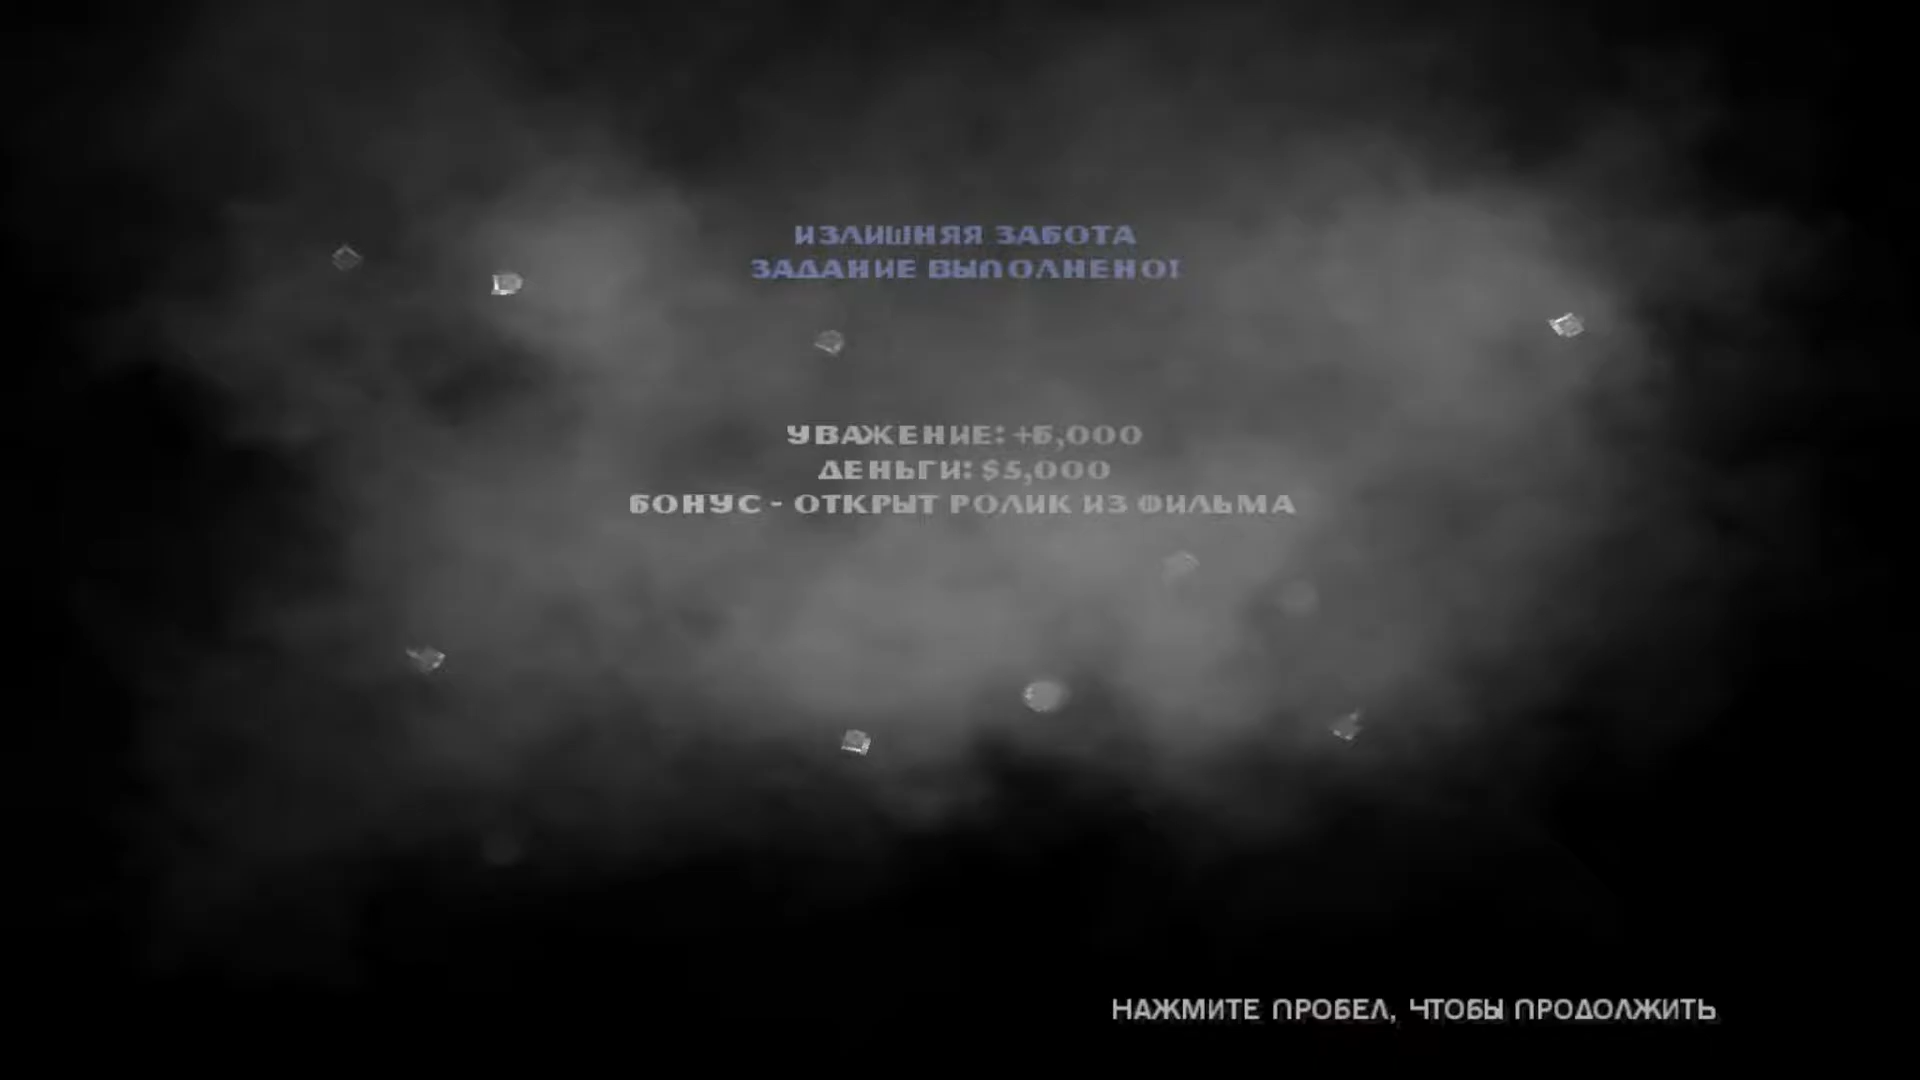 ИЗЛИШНЯЯ ЗАБОТА
ЗАДАНИЕ ВЫПОЛНЕНО!
УВАЖЕНИЕ: +5,000
ДЕНЬГИ: $5,000
БОНУС - ОТКРЫТ РОЛИК ИЗ ФИЛЬМА
НАЖМИТЕ ПРОБЕЛ, ЧТОБЫ ПРОДОЛЖИТЬ